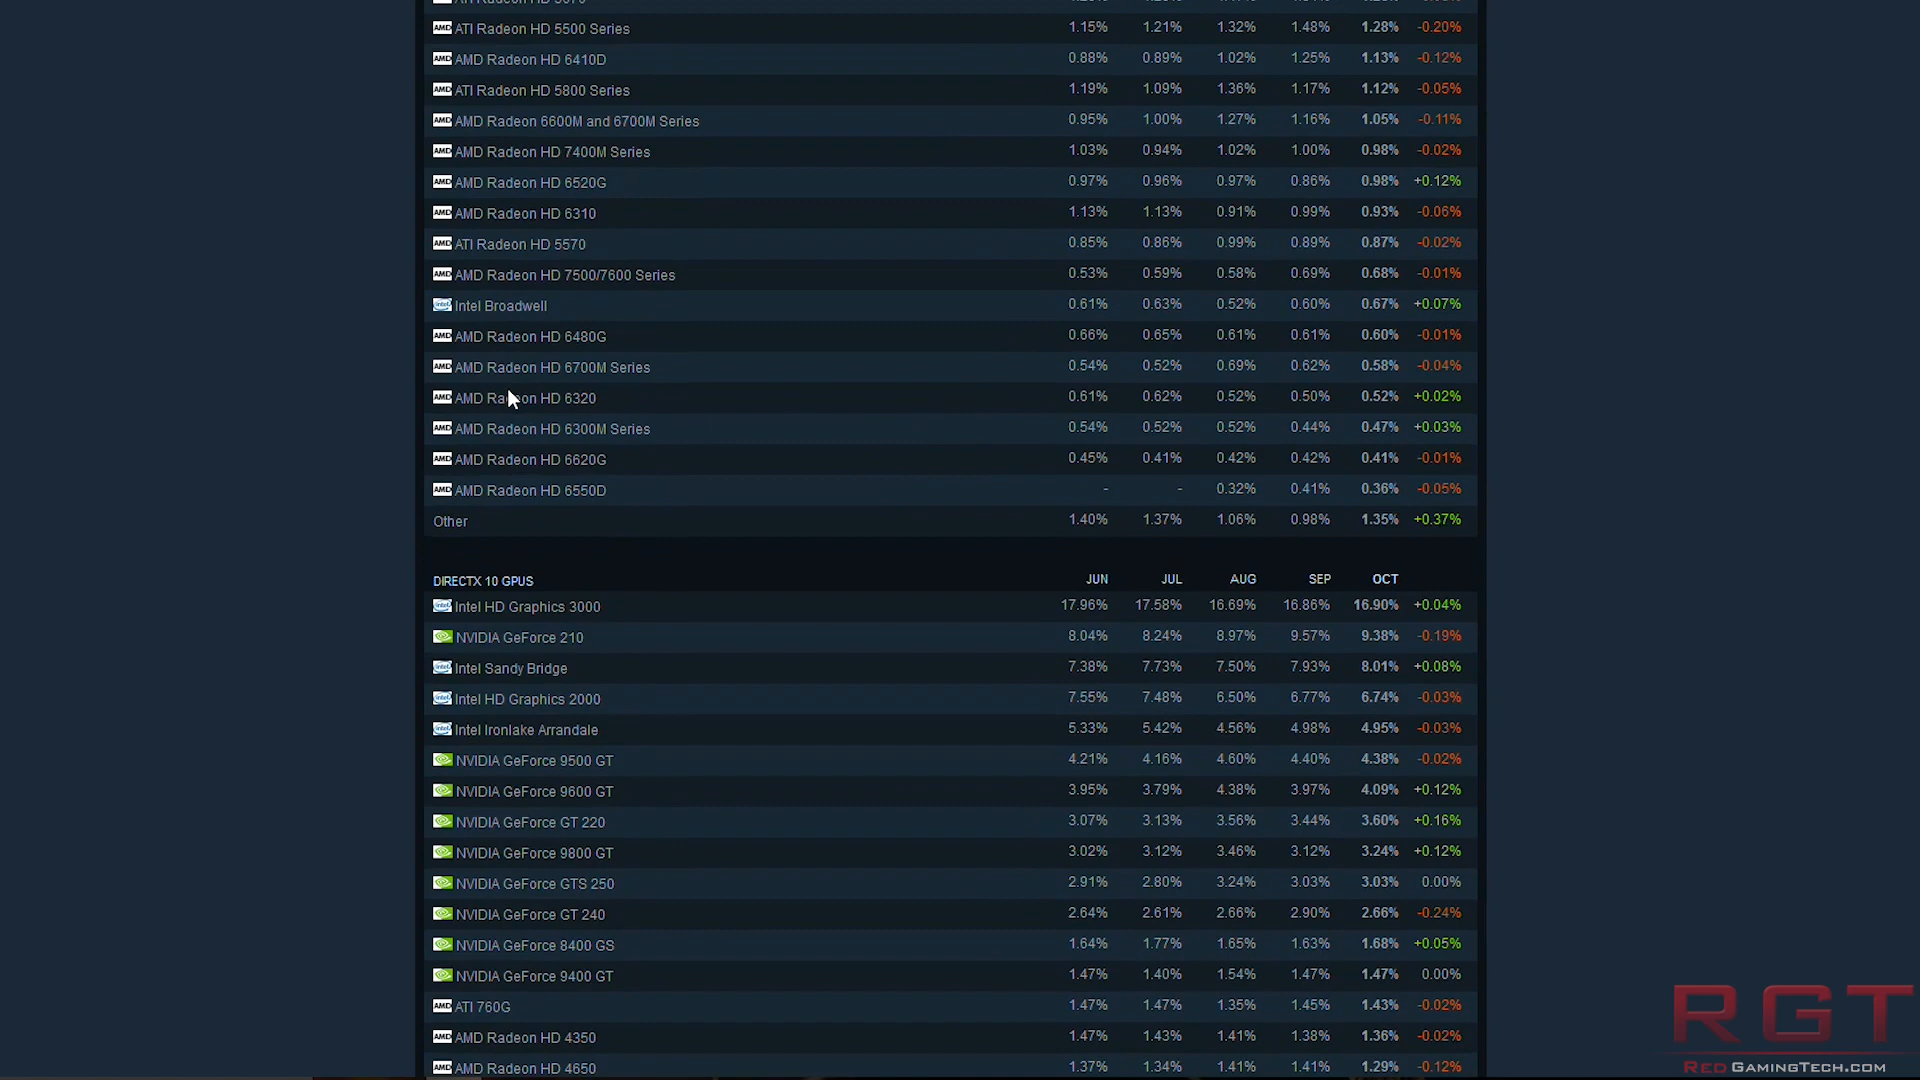 ATI Radeon HD 5500 Series 1.15% 1.21% 1.32% 1.48% 1.28% -0.20%
AMD Radeon HD 6410D 0.88% 0.89% 1.02% 1.25% 1.13% -0.12%
ATI Radeon HD 5800 Series 1.19% 1.09% 1.36% 1.17% 1.12% -0.05%
AMD Radeon 6600M and 6700M Series 0.95% 1.00% 1.27% 1.16% 1.05% -0.11%
AMD Radeon HD 7400M Series 1.03% 0.94% 1.02% 1.00% 0.98% -0.02%
AMD Radeon HD 6520G 0.97% 0.96% 0.97% 0.86% 0.98% +0.12%
AMD Radeon HD 6310 1.13% 1.13% 0.91% 0.99% 0.93% -0.06%
ATI Radeon HD 5570 0.85% 0.86% 0.99% 0.89% 0.87% -0.02%
AMD Radeon HD 7500/7600 Series 0.53% 0.59% 0.58% 0.69% 0.68% -0.01%
Intel Broadwell 0.61% 0.63% 0.52% 0.60% 0.67% +0.07%
AMD Radeon HD 6480G 0.66% 0.65% 0.61% 0.61% 0.60% -0.01%
AMD Radeon HD 6700M Series 0.54% 0.52% 0.69% 0.62% 0.58% -0.04%
AMD Radeon HD 6320 0.61% 0.62% 0.52% 0.50% 0.52% +0.02%
AMD Radeon HD 6300M Series 0.54% 0.52% 0.52% 0.44% 0.47% +0.03%
AMD Radeon HD 6620G 0.45% 0.41% 0.42% 0.42% 0.41% -0.01%
AMD Radeon HD 6550D - - 0.32% 0.41% 0.36% -0.05%
Other 1.40% 1.37% 1.06% 0.98% 1.35% +0.37%
DIRECTX 10 GPUS JUN JUL AUG SEP OCT
Intel HD Graphics 3000 17.96% 17.58% 16.69% 16.86% 16.90% +0.04%
NVIDIA GeForce 210 8.04% 8.24% 8.97% 9.57% 9.38% -0.19%
Intel Sandy Bridge 7.38% 7.73% 7.50% 7.93% 8.01% +0.08%
Intel HD Graphics 2000 7.55% 7.48% 6.50% 6.77% 6.74% -0.03%
Intel Ironlake Arrandale 5.33% 5.42% 4.56% 4.98% 4.95% -0.03%
NVIDIA GeForce 9500 GT 4.21% 4.16% 4.60% 4.40% 4.38% -0.02%
NVIDIA GeForce 9600 GT 3.95% 3.79% 4.38% 3.97% 4.09% +0.12%
NVIDIA GeForce GT 220 3.07% 3.13% 3.56% 3.44% 3.60% +0.16%
NVIDIA GeForce 9800 GT 3.02% 3.12% 3.46% 3.12% 3.24% +0.12%
NVIDIA GeForce GTS 250 2.91% 2.80% 3.24% 3.03% 3.03% 0.00%
NVIDIA GeForce GT 240 2.64% 2.61% 2.66% 2.90% 2.66% -0.24%
NVIDIA GeForce 8400 GS 1.64% 1.77% 1.65% 1.63% 1.68% +0.05%
NVIDIA GeForce 9400 GT 1.47% 1.40% 1.54% 1.47% 1.47% 0.00%
ATI 760G 1.47% 1.47% 1.35% 1.45% 1.43% -0.02%
AMD Radeon HD 4350 1.47% 1.43% 1.41% 1.38% 1.36% -0.02%
AMD Radeon HD 4650 1.37% 1.34% 1.41% 1.41% 1.29% -0.12%
RGT
REDGAMINGTECH.COM